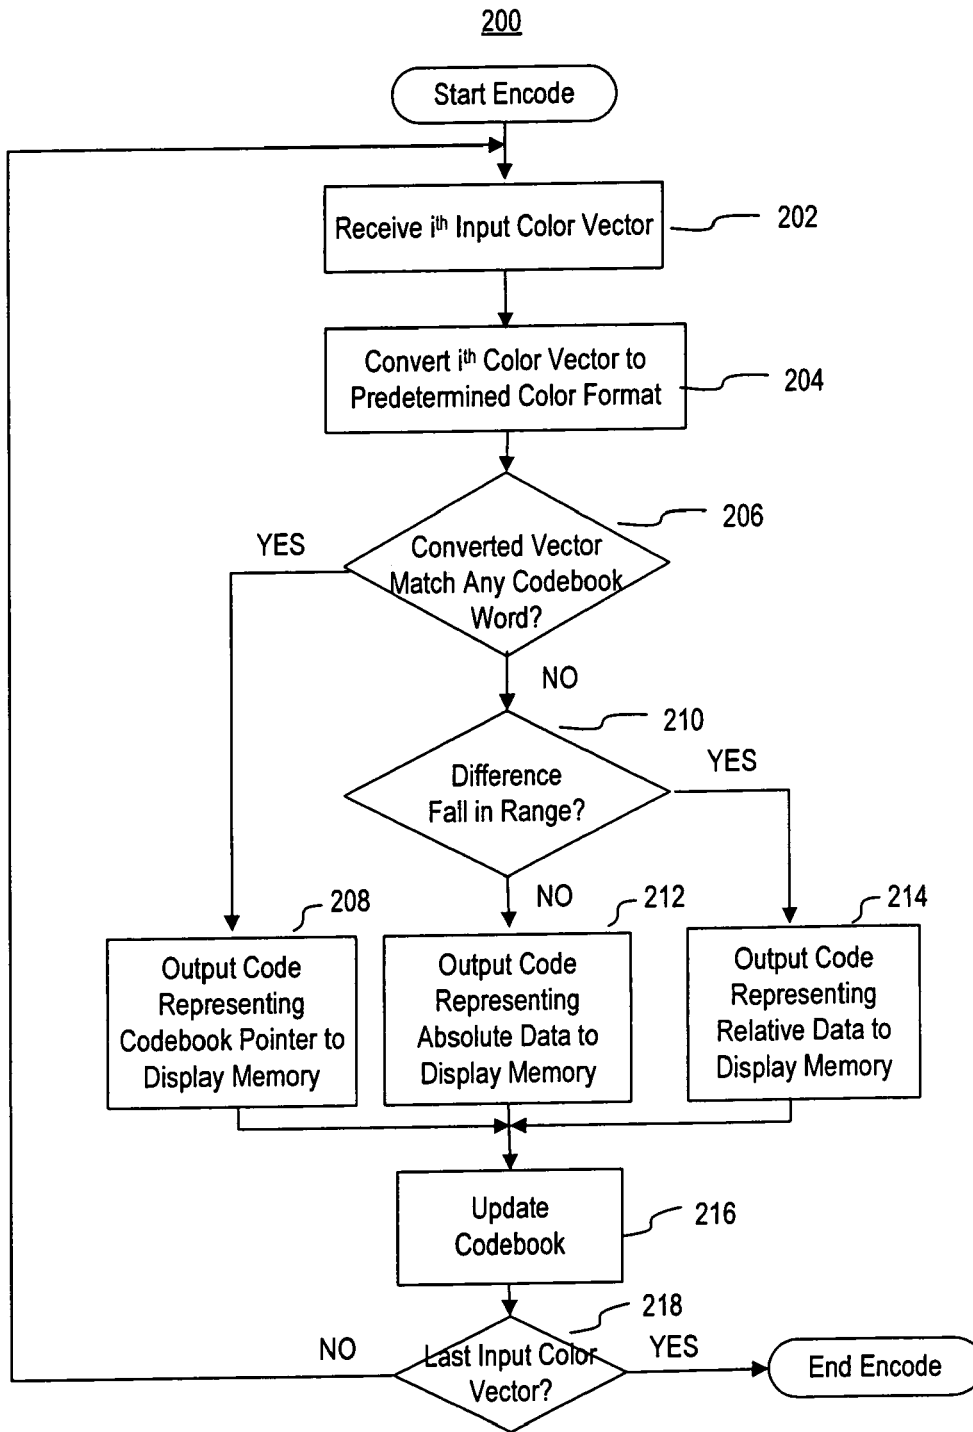 200
Start Encode
Receive ith Input Color Vector
202
Convert ith Color Vector to
Predetermined Color Format
204
206
YES
Converted Vector
Match Any Codebook
Word?
NO
210
YES
Difference
Fall in Range?
NO
208
212
214
Output Code
Representing
Codebook Pointer to
Display Memory
Output Code
Representing
Absolute Data to
Display Memory
Output Code
Representing
Relative Data to
Display Memory
Update
Codebook
216
218
NO
Last Input Color
Vector?
YES
End Encode